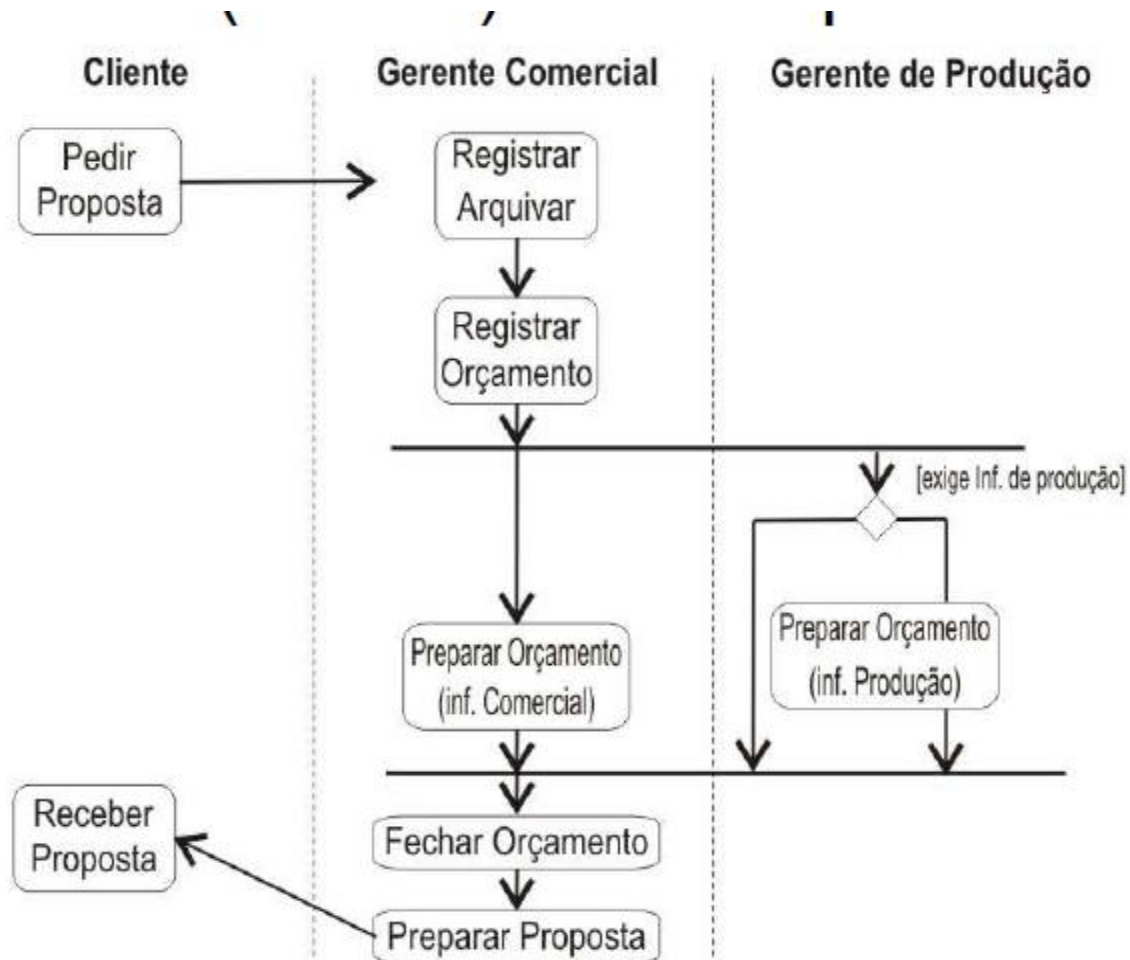 Cliente
Gerente Comercial
Gerente de Produção
Pedir
Proposta
Registrar
Arquivar
Registrar
Orçamento
[exige Inf. de produção]
Preparar Orçamento
(inf. Comercial)
Preparar Orçamento
(inf. Produção)
Receber
Proposta
Fechar Orçamento
Preparar Proposta